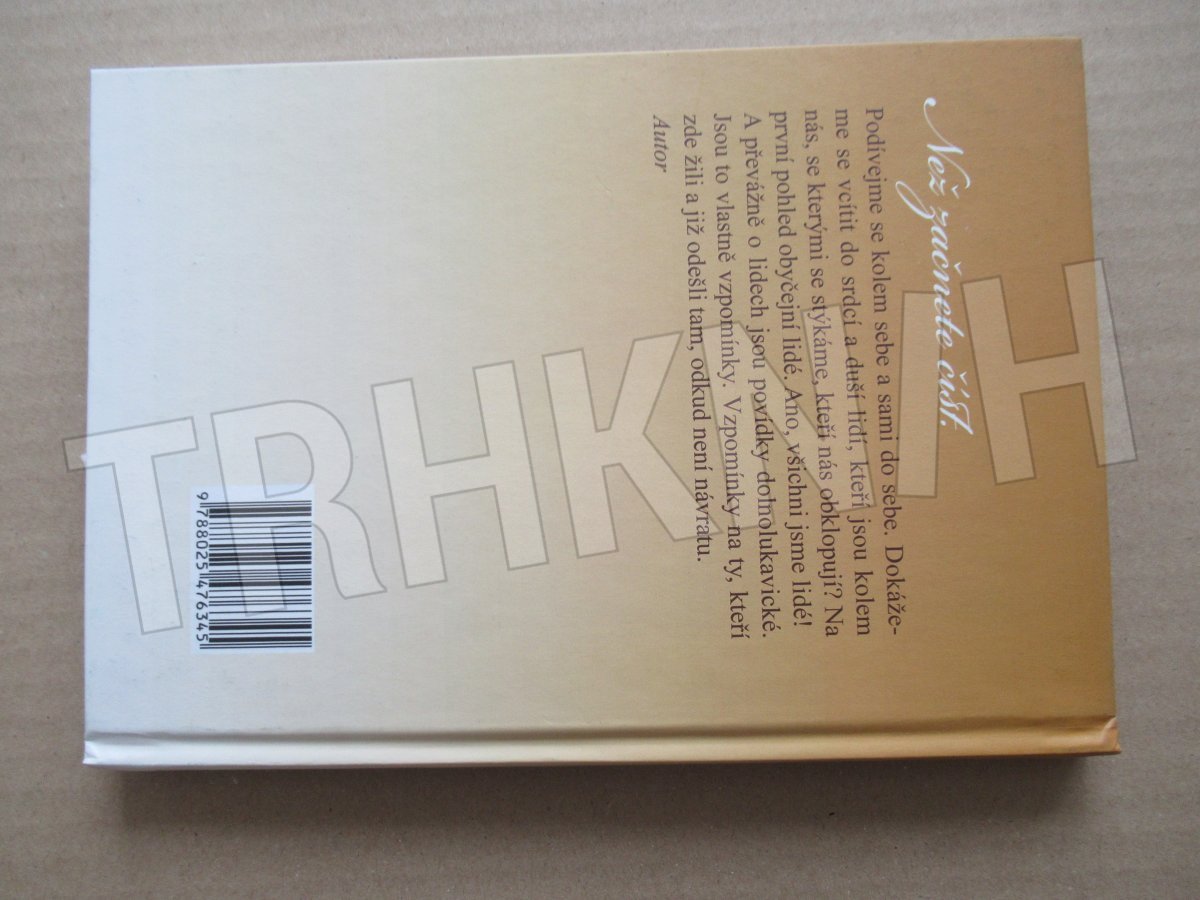 Než začnete číst.
Podívejme se kolem sebe a sami do sebe. Dokáže-
me se vcítit do srdcí a duší lidí, kteří jsou kolem
nás, se kterými se stýkáme, kteří nás obklopují? Na
první pohled obyčejní lidé. Ano, všichni jsme lidé!
A převážně o lidech jsou povídky dolnolukavické.
Jsou to vlastně vzpomínky. Vzpomínky na ty, kteří
zde žili a již odešli tam, odkud není návratu.
Autor
9 788025 476345
TRHKNIH